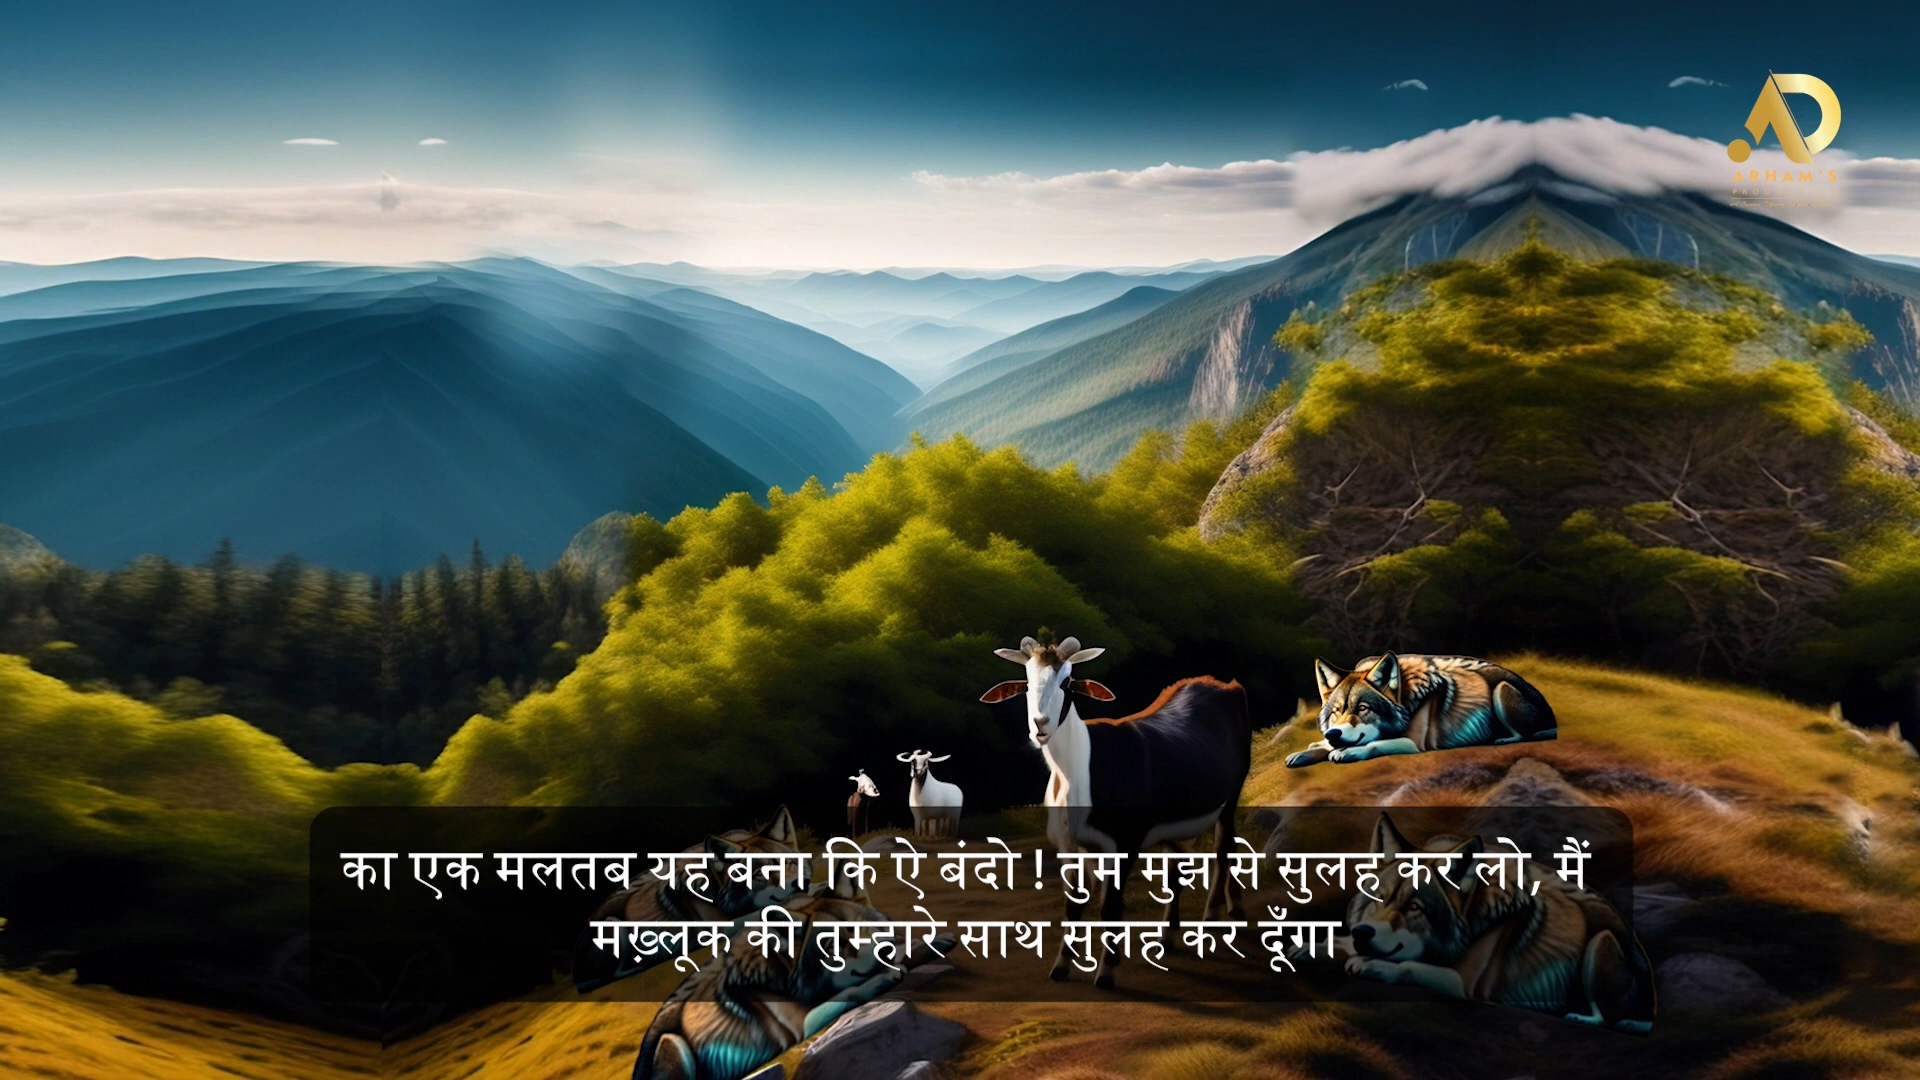 ARHAM'S
का एक मलतब यह बना कि ऐ बंदो ! तुम मुझ से सुलह कर लो, मैं
मख़्लूक की तुम्हारे साथ सुलह कर दूँगा